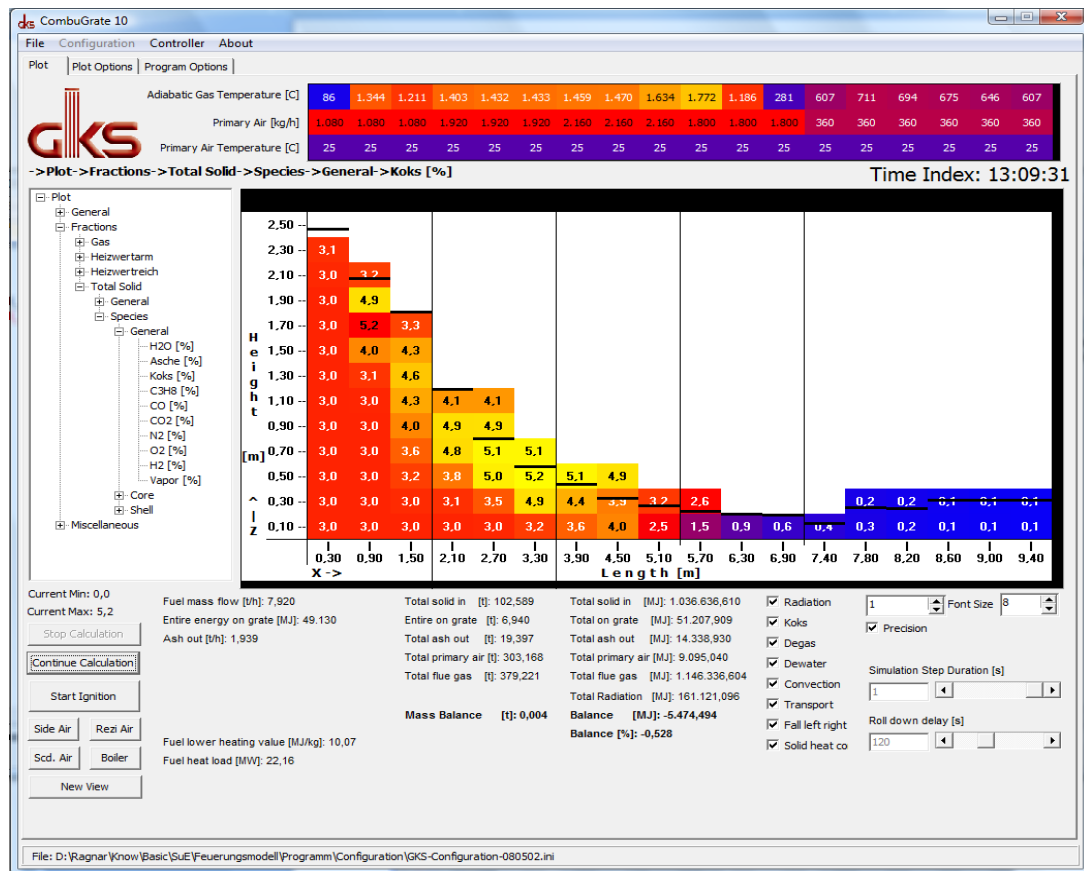 CombuGrate 10
File Configuration Controller About
Plot Plot Options Program Options
GKS
Adiabatic Gas Temperature [C] 86 1.344 1.211 1.403 1.432 1.433 1.459 1.470 1.634 1.772 1.186 281 607 711 694 675 646 607
Primary Air [kg/h] 1.080 1.080 1.080 1.920 1.920 1.920 2.160 2.160 2.160 1.800 1.800 1.800 360 360 360 360 360 360
Primary Air Temperature [C] 25 25 25 25 25 25 25 25 25 25 25 25 25 25 25 25 25 25
->Plot->Fractions->Total Solid->Species->General->Koks [%]
Time Index: 13:09:31
Plot
General
Fractions
Gas
Heizwertarm
Heizwertreich
Total Solid
General
Species
General
H2O [%]
Asche [%]
Koks [%]
C3H8 [%]
CO [%]
CO2 [%]
N2 [%]
O2 [%]
H2 [%]
Vapor [%]
Core
Shell
Miscellaneous
Height [m] ^ | Z
2,50 --
2,30 -- 3,1
2,10 -- 3,0 3,2
1,90 -- 3,0 4,9
1,70 -- 3,0 5,2 3,3
1,50 -- 3,0 4,0 4,3
1,30 -- 3,0 3,1 4,6
1,10 -- 3,0 3,0 4,3 4,1 4,1
0,90 -- 3,0 3,0 4,0 4,9 4,9
0,70 -- 3,0 3,0 3,6 4,8 5,1 5,1
0,50 -- 3,0 3,0 3,2 3,8 5,0 5,2 5,1 4,9
0,30 -- 3,0 3,0 3,0 3,1 3,5 4,9 4,4 3,9 3,2 2,6 0,2 0,2 0,1 0,1 0,1
0,10 -- 3,0 3,0 3,0 3,0 3,0 3,2 3,6 4,0 2,5 1,5 0,9 0,6 0,4 0,3 0,2 0,1 0,1 0,1
0,30 0,90 1,50 2,10 2,70 3,30 3,90 4,50 5,10 5,70 6,30 6,90 7,40 7,80 8,20 8,60 9,00 9,40
X -> Length [m]
Current Min: 0,0
Current Max: 5,2
Stop Calculation
Continue Calculation
Start Ignition
Side Air Rezi Air
Scd. Air Boiler
New View
Fuel mass flow [t/h]: 7,920
Entire energy on grate [MJ]: 49.130
Ash out [t/h]: 1,939
Fuel lower heating value [MJ/kg]: 10,07
Fuel heat load [MW]: 22,16
Total solid in [t]: 102,589
Entire on grate [t]: 6,940
Total ash out [t]: 19,397
Total primary air [t]: 303,168
Total flue gas [t]: 379,221
Mass Balance [t]: 0,004
Total solid in [MJ]: 1.036.636,610
Total on grate [MJ]: 51.207,909
Total ash out [MJ]: 14.338,930
Total primary air [MJ]: 9.095,040
Total flue gas [MJ]: 1.146.336,604
Total Radiation [MJ]: 161.121,096
Balance [MJ]: -5.474,494
Balance [%]: -0,528
Radiation
Koks
Degas
Dewater
Convection
Transport
Fall left right
Solid heat co
1 Font Size 8
Precision
Simulation Step Duration [s]
1
Roll down delay [s]
120
File: D:\Ragnar\Know\Basic\SuE\Feuerungsmodell\Programm\Configuration\GKS-Configuration-080502.ini